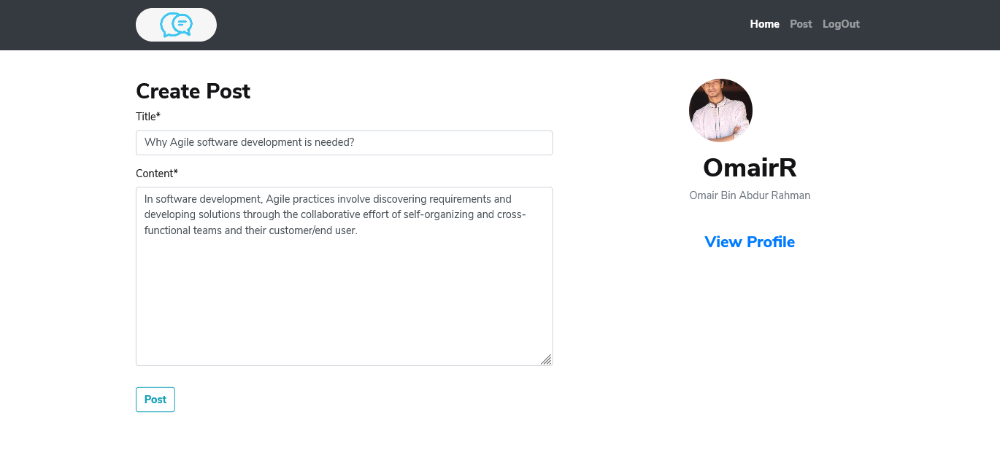 Home Post LogOut
Create Post
Title*
Why Agile software development is needed?
Content*
In software development, Agile practices involve discovering requirements and
developing solutions through the collaborative effort of self-organizing and cross-
functional teams and their customer/end user.
Post
OmairR
Omair Bin Abdur Rahman
View Profile